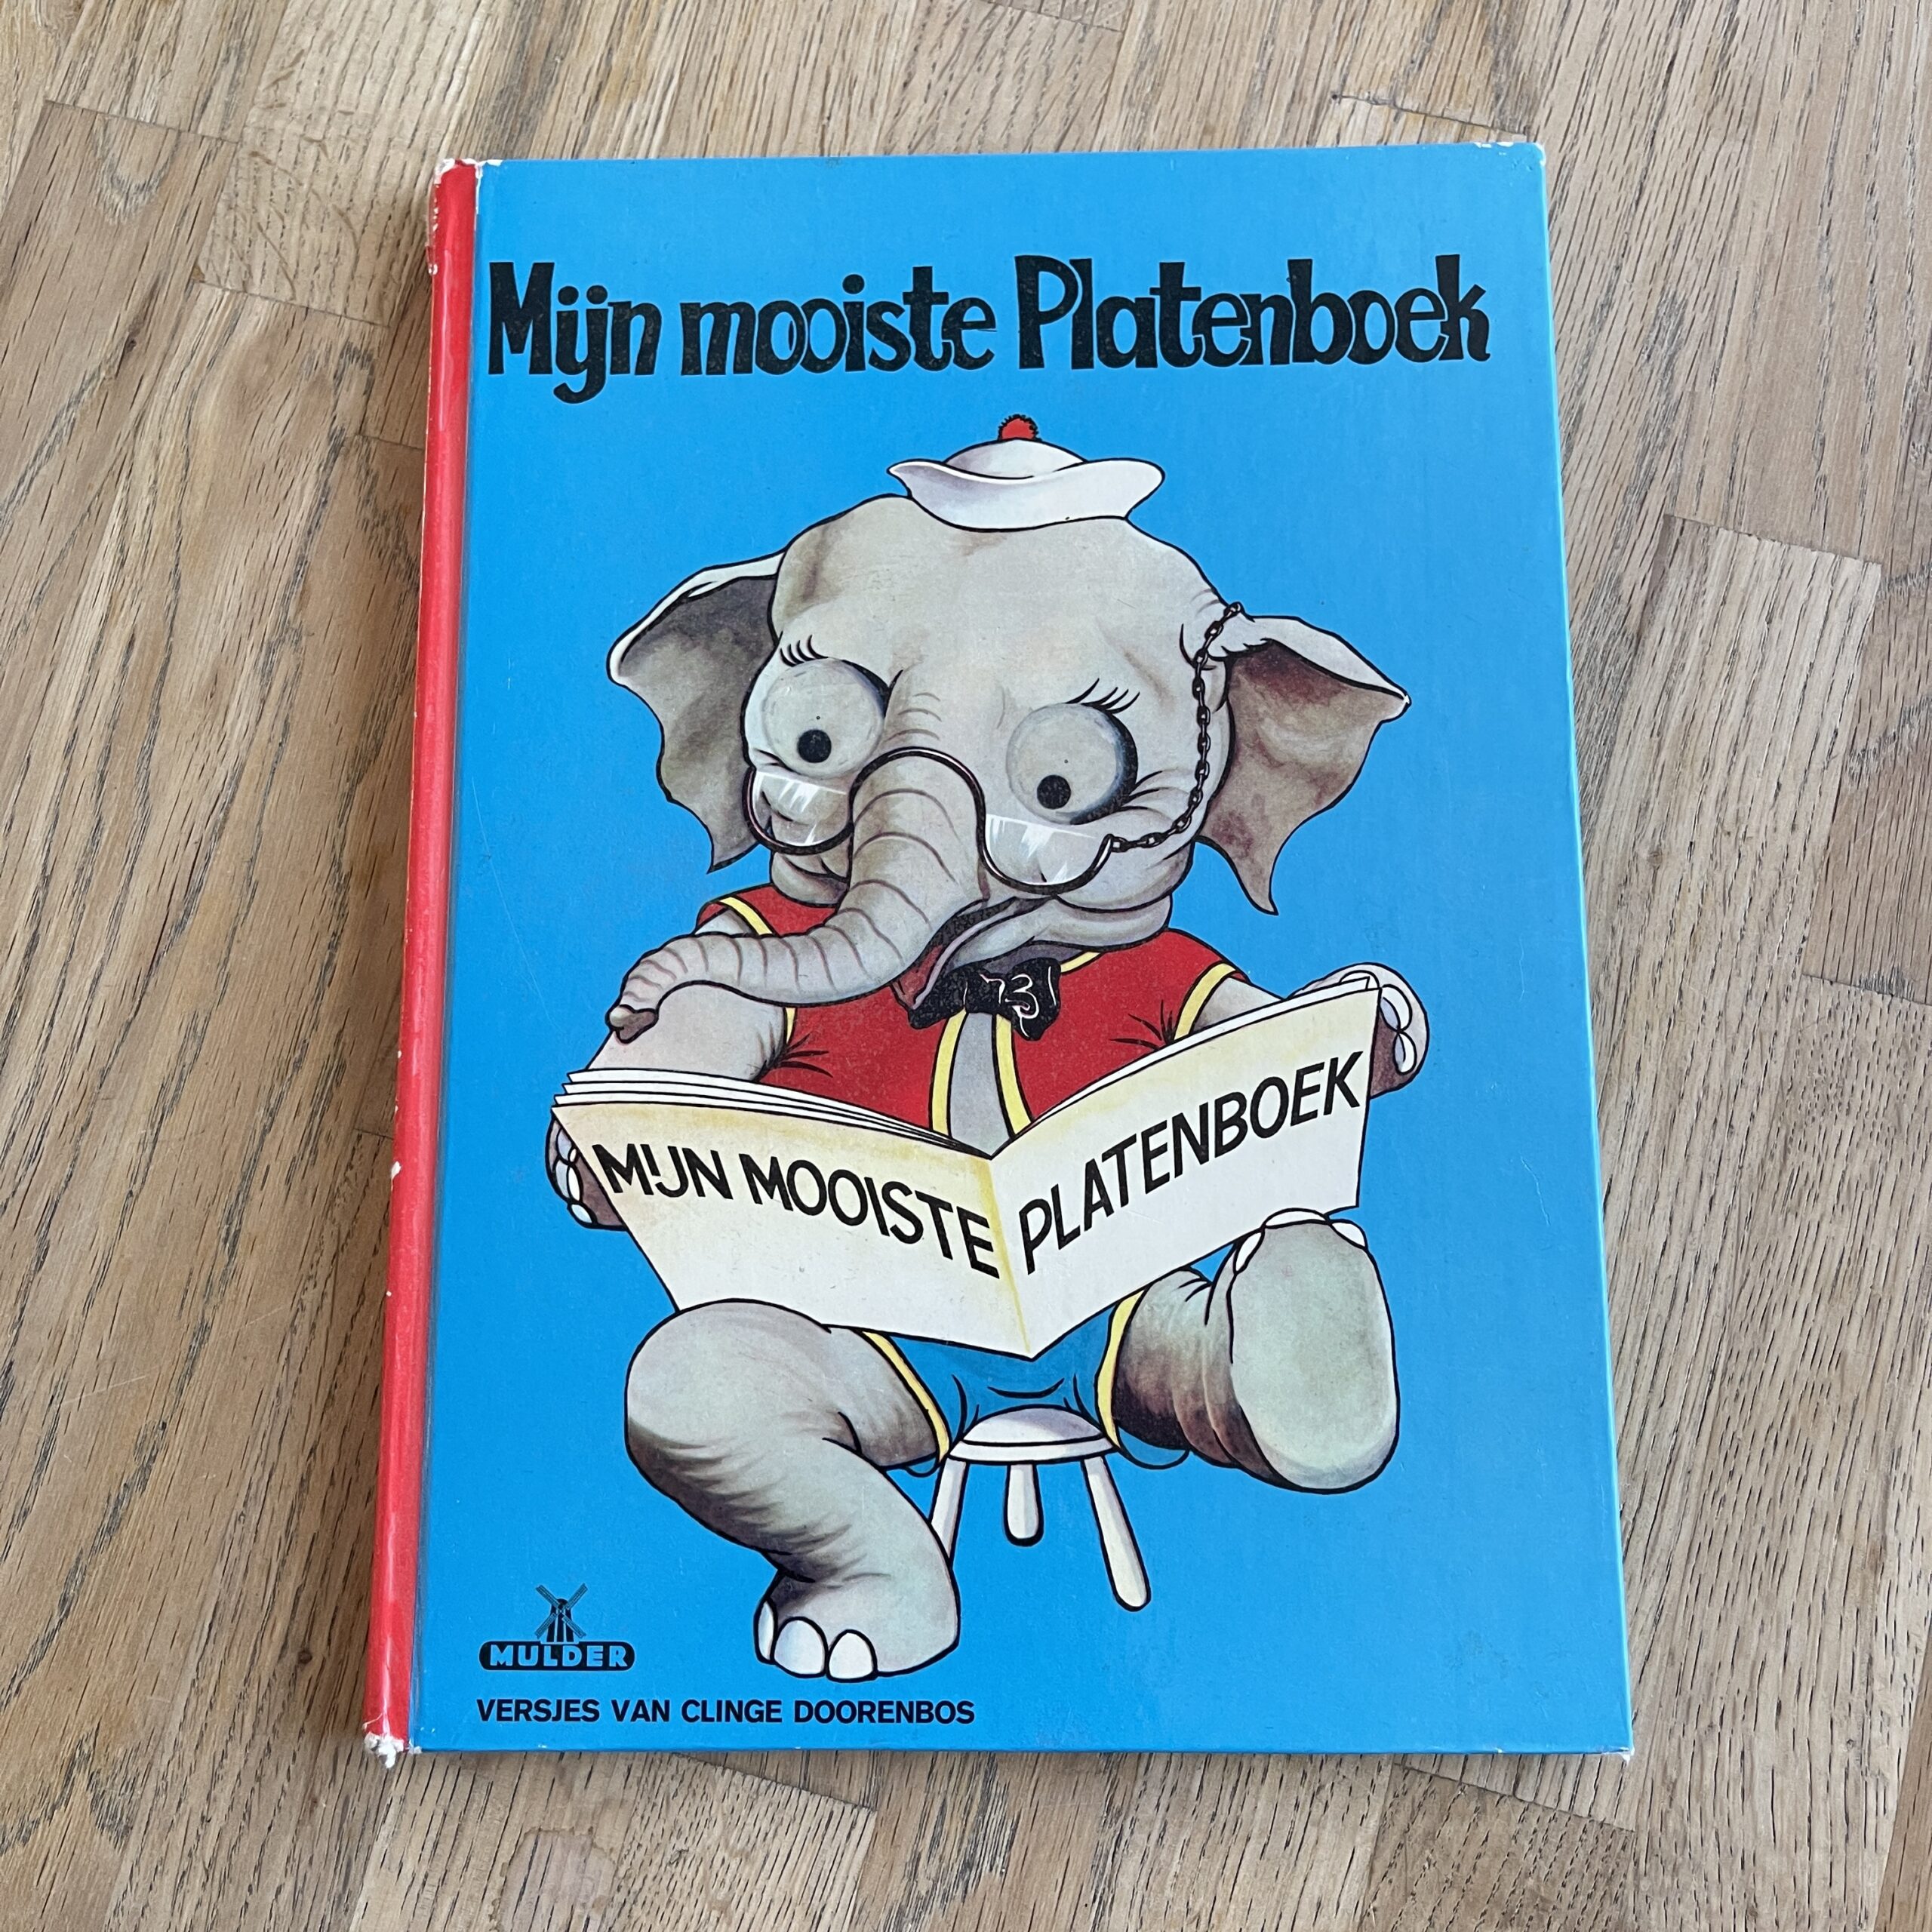 Mijn mooiste Platenboek
MIJN MOOISTE PLATENBOEK
MULDER
VERSJES VAN CLINGE DOORENBOS